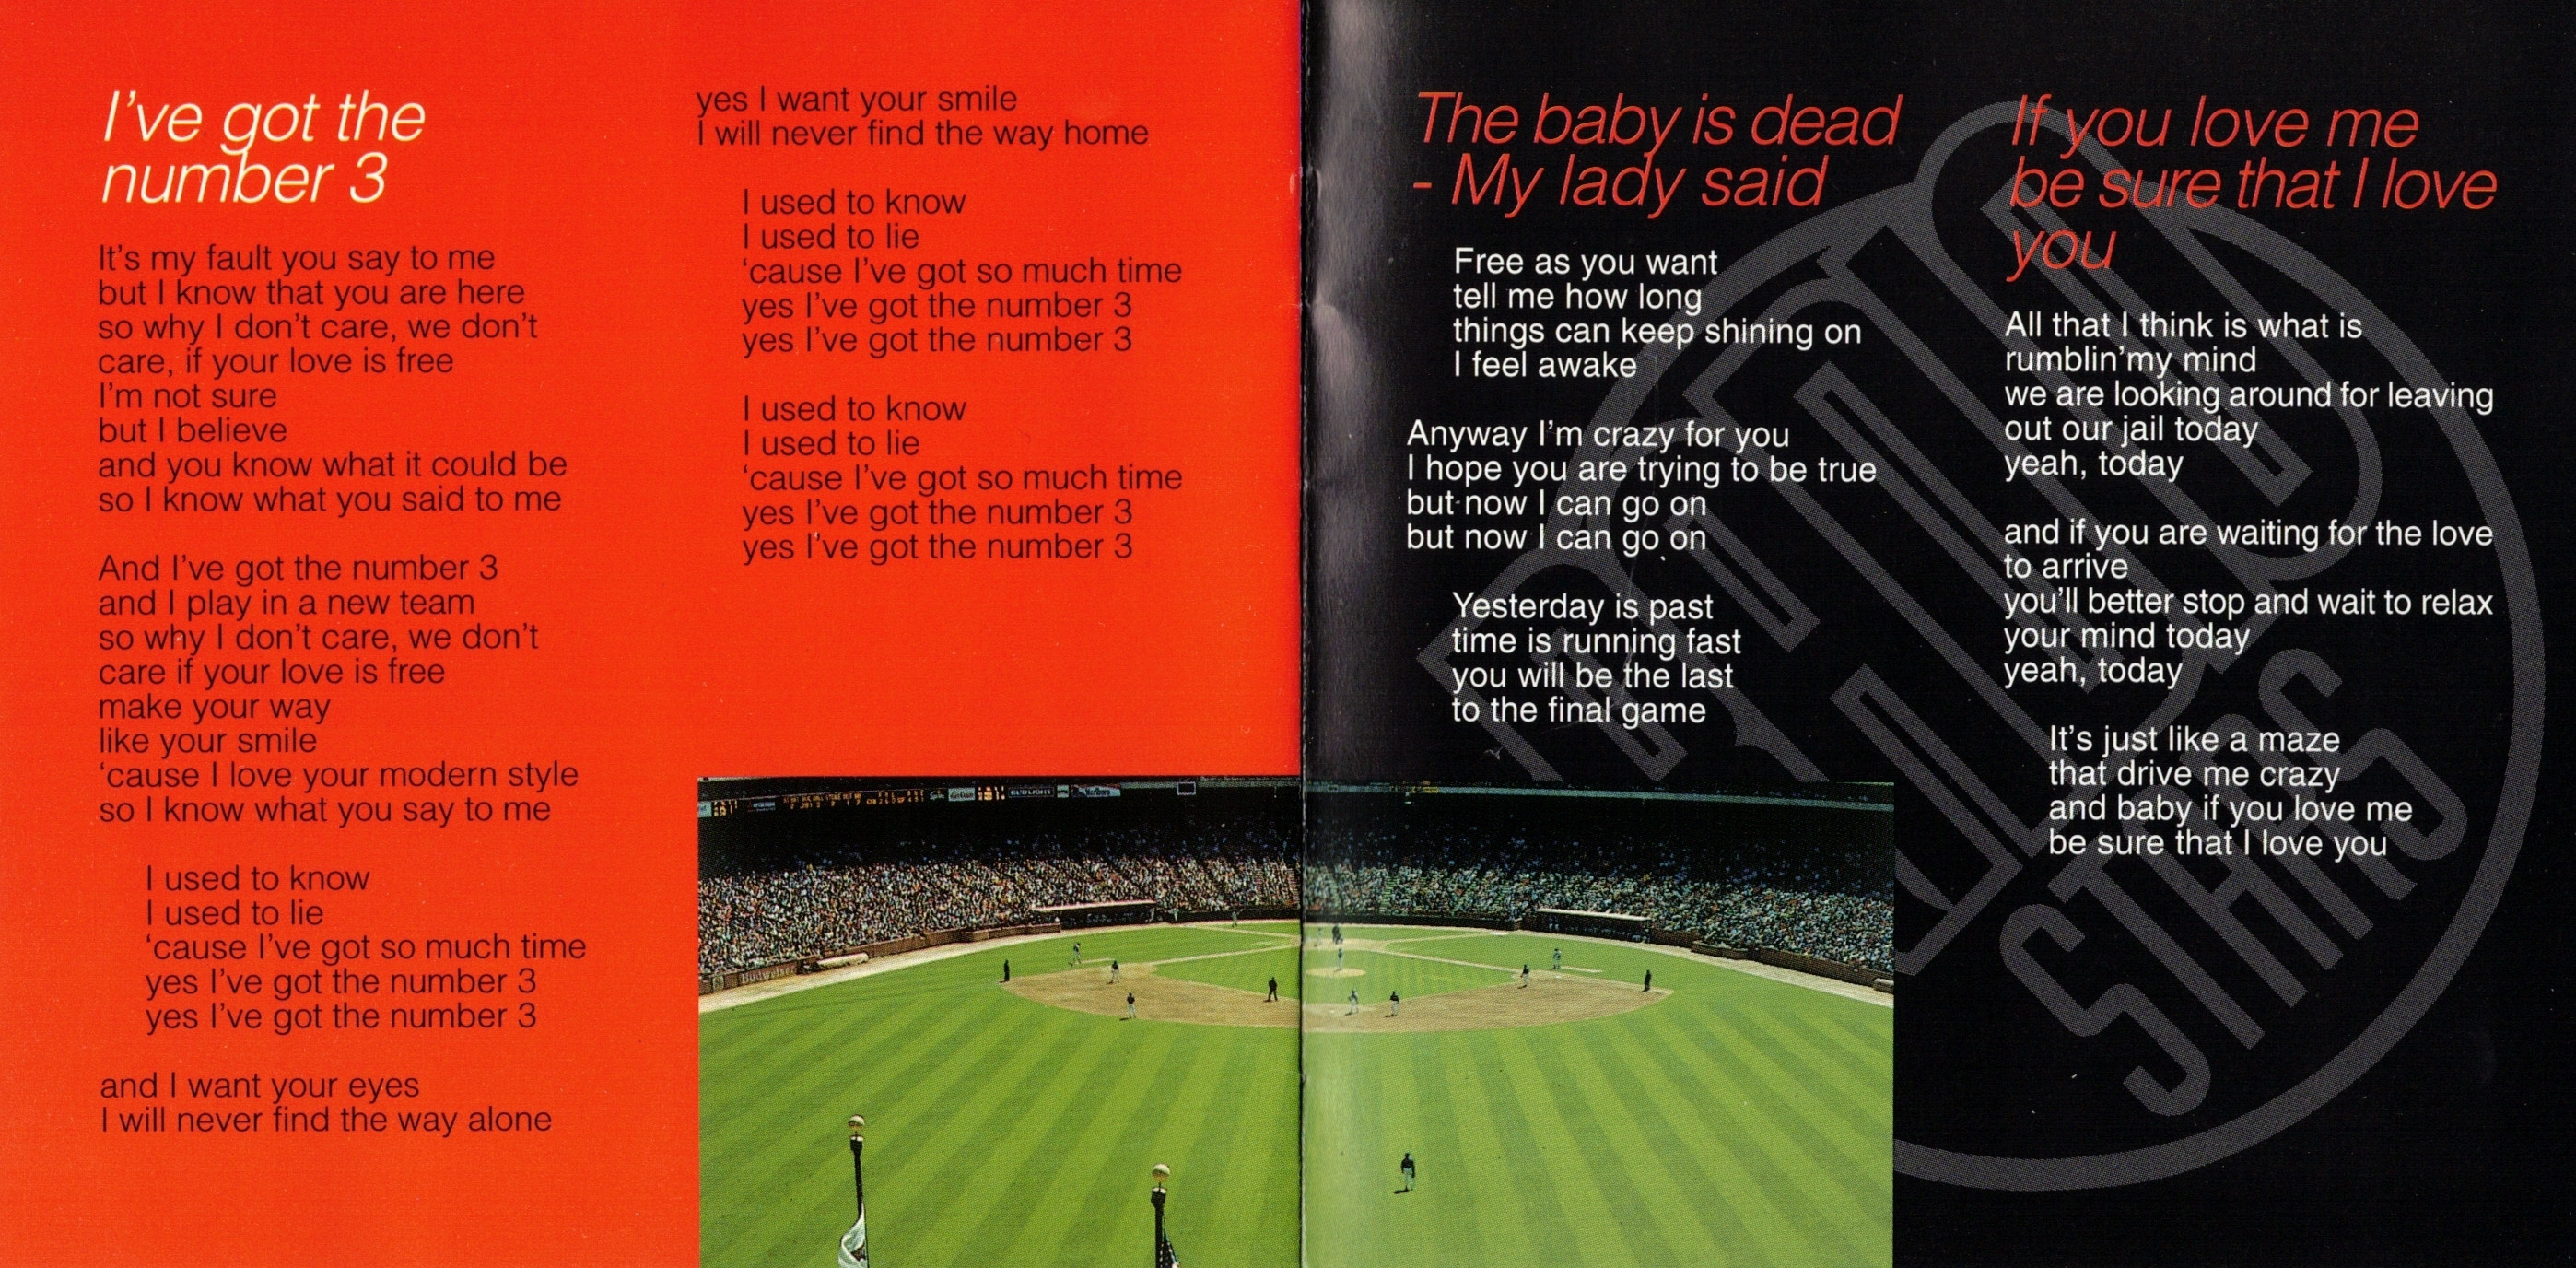 I've got the
number 3
It's my fault you say to me
but I know that you are here
so why I don't care, we don't
care, if your love is free
I'm not sure
but I believe
and you know what it could be
so I know what you said to me
And I've got the number 3
and I play in a new team
so why I don't care, we don't
care if your love is free
make your way
like your smile
‘cause I love your modern style
so I know what you say to me
I used to know
I used to lie
‘cause I've got so much time
yes I've got the number 3
yes I've got the number 3
and I want your eyes
I will never find the way alone
yes I want your smile
I will never find the way home
I used to know
I used to lie
‘cause I've got so much time
yes I've got the number 3
yes I've got the number 3
I used to know
I used to lie
‘cause I've got so much time
yes I've got the number 3
yes I've got the number 3
BUD LIGHT
Marlboro
Budweiser
The baby is dead
- My lady said
Free as you want
tell me how long
things can keep shining on
I feel awake
Anyway I'm crazy for you
I hope you are trying to be true
but now I can go on
but now I can go on
Yesterday is past
time is running fast
you will be the last
to the final game
If you love me
be sure that I love
you
All that I think is what is
rumblin'my mind
we are looking around for leaving
out our jail today
yeah, today
and if you are waiting for the love
to arrive
you'll better stop and wait to relax
your mind today
yeah, today
It's just like a maze
that drive me crazy
and baby if you love me
be sure that I love you
STARS